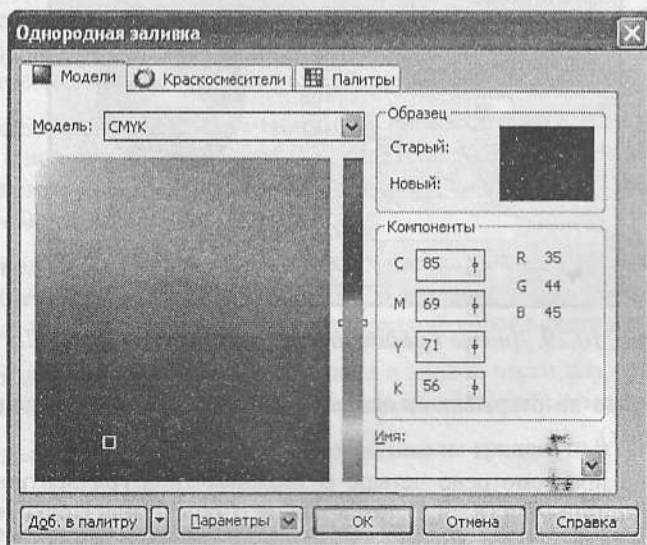 Однородная заливка
Модели Краскосмесители Палитры
Модель: CMYK
Образец
Старый:
Новый:
Компоненты
C 85 R 35
G 44
M 69 B 45
Y 71
K 56
Имя:
Доб. в палитру Параметры OK Отмена Справка